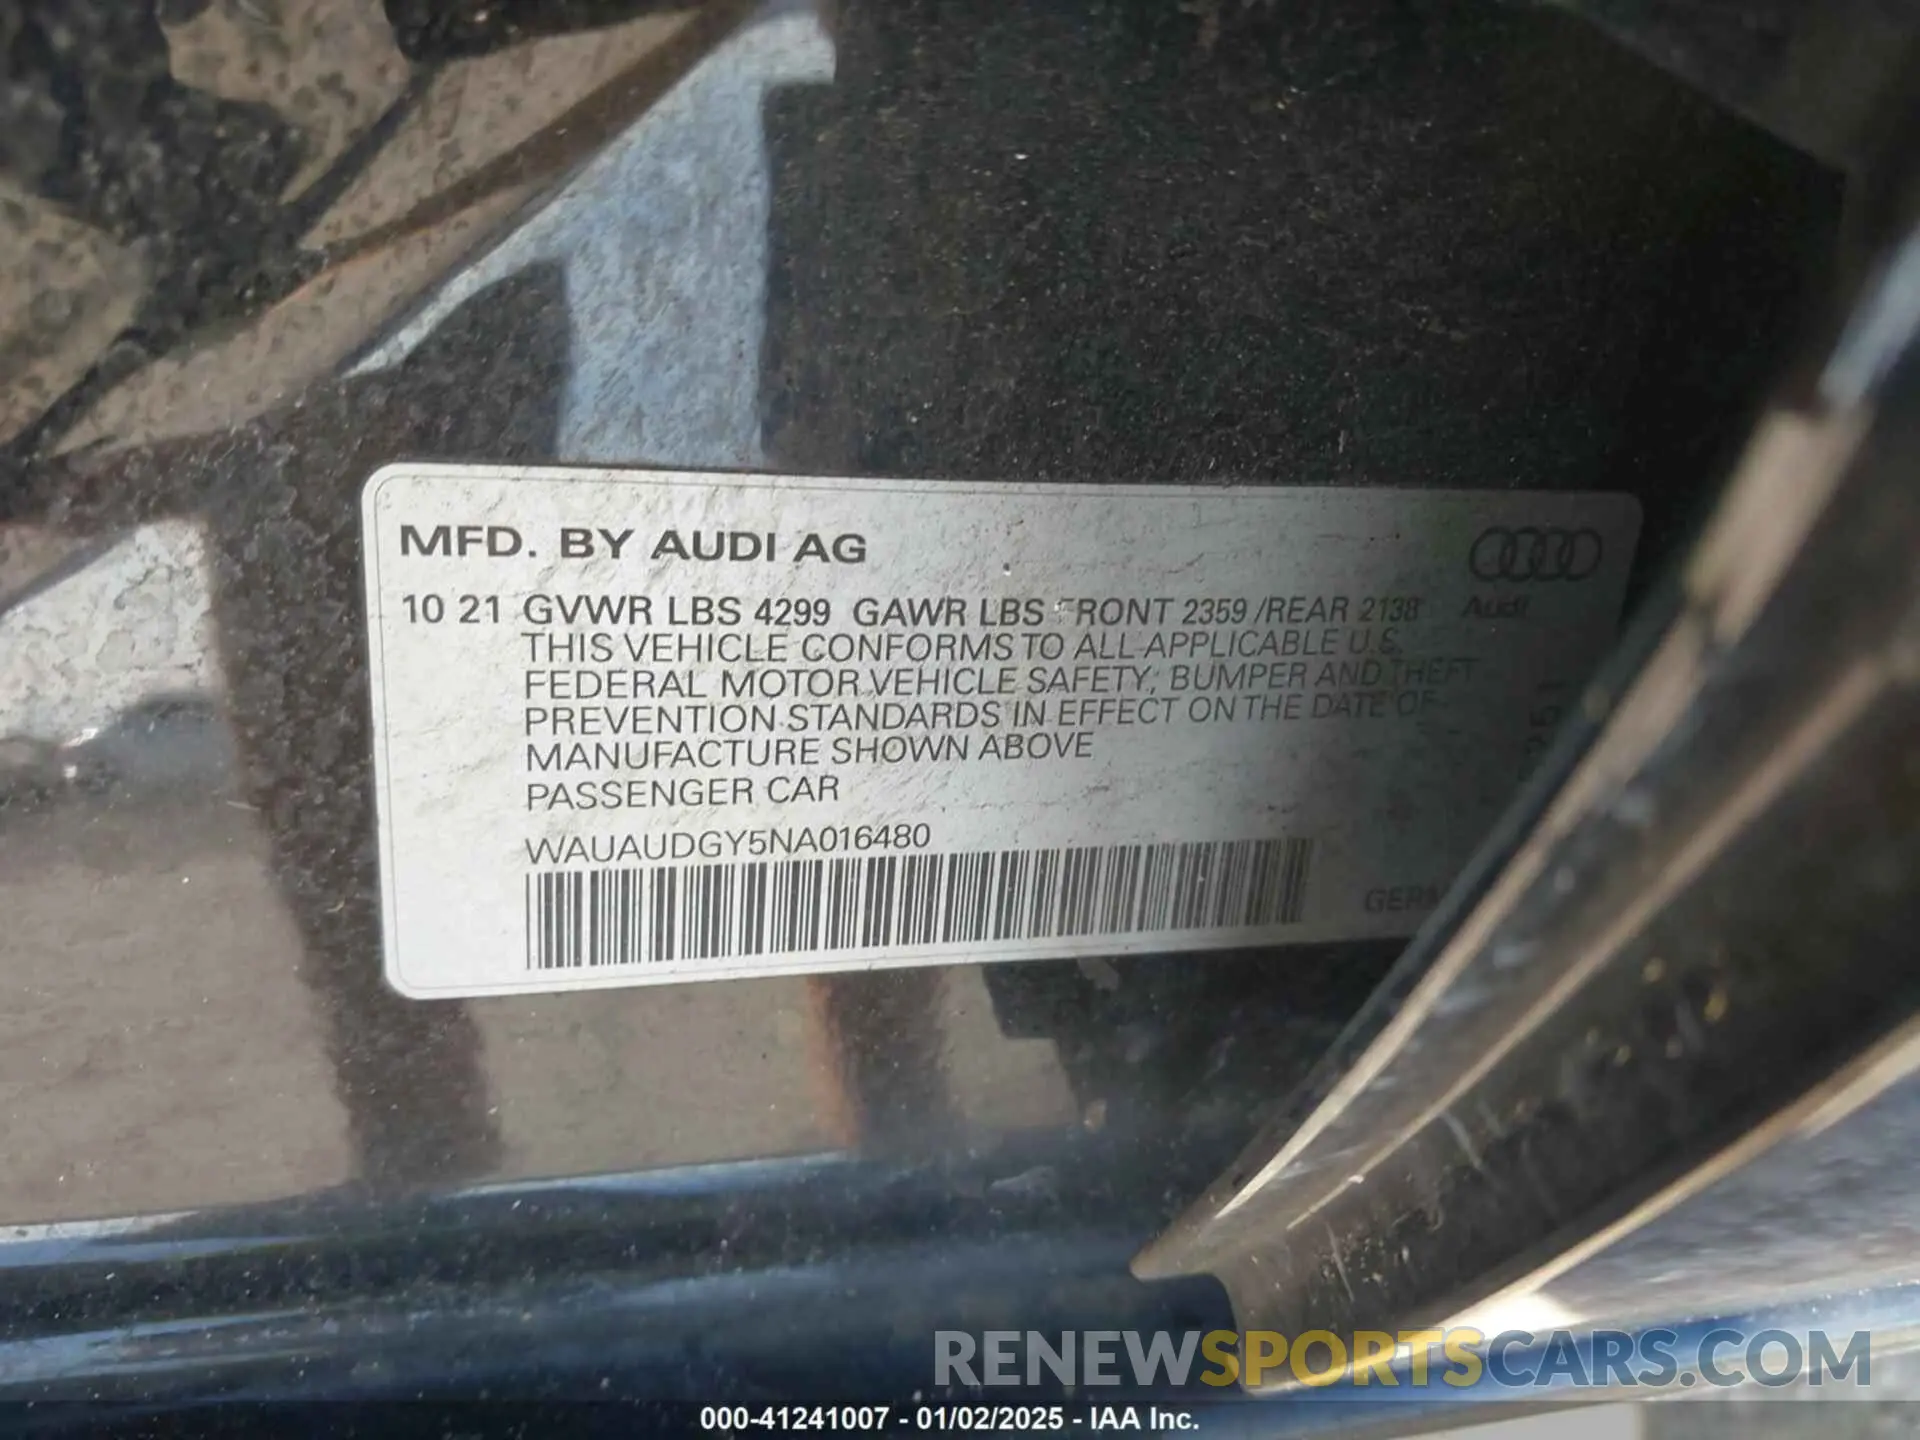 MFD. BY AUDI AG
10 21 GVWR LBS 4299 GAWR LBS FRONT 2359 /REAR 2138
Audi
THIS VEHICLE CONFORMS TO ALL APPLICABLE U.S.
FEDERAL MOTOR VEHICLE SAFETY, BUMPER AND THEFT
PREVENTION STANDARDS IN EFFECT ON THE DATE OF
MANUFACTURE SHOWN ABOVE
PASSENGER CAR
WAUAUDGY5NA016480
RENEWSPORTSCARS.COM
000-41241007 - 01/02/2025 - IAA Inc.